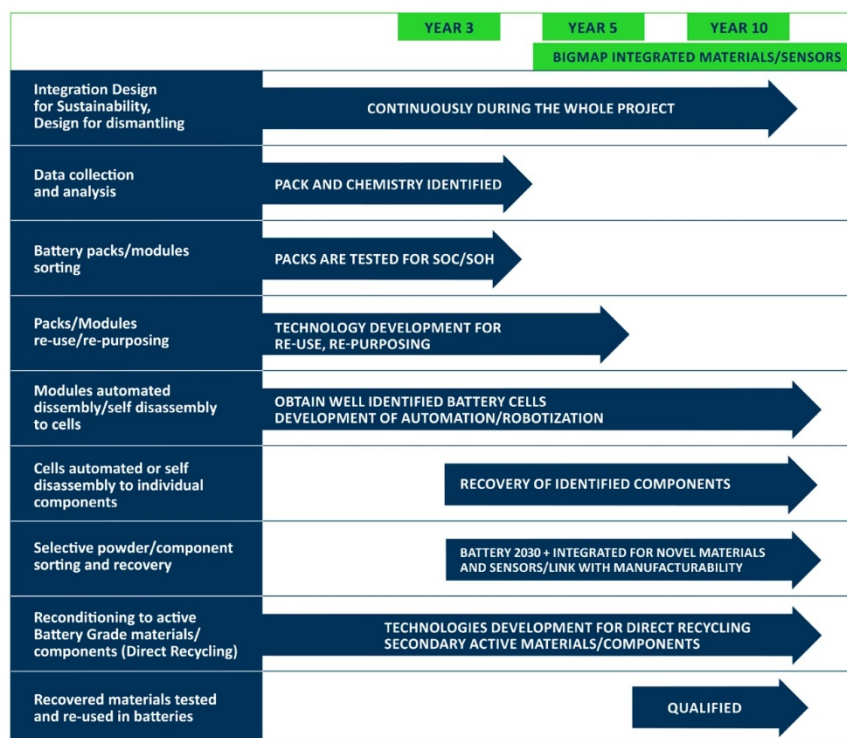 YEAR 3
YEAR 5
YEAR 10
BIGMAP INTEGRATED MATERIALS/SENSORS
Integration Design
for Sustainability,
Design for dismantling
CONTINUOUSLY DURING THE WHOLE PROJECT
Data collection
and analysis
PACK AND CHEMISTRY IDENTIFIED
Battery packs/modules
sorting
PACKS ARE TESTED FOR SOC/SOH
Packs/Modules
re-use/re-purposing
TECHNOLOGY DEVELOPMENT FOR
RE-USE, RE-PURPOSING
Modules automated
dissembly/self disassembly
to cells
OBTAIN WELL IDENTIFIED BATTERY CELLS
DEVELOPMENT OF AUTOMATION/ROBOTIZATION
Cells automated or self
disassembly to individual
components
RECOVERY OF IDENTIFIED COMPONENTS
Selective powder/component
sorting and recovery
BATTERY 2030 + INTEGRATED FOR NOVEL MATERIALS
AND SENSORS/LINK WITH MANUFACTURABILITY
Reconditioning to active
Battery Grade materials/
components (Direct Recycling)
TECHNOLOGIES DEVELOPMENT FOR DIRECT RECYCLING
SECONDARY ACTIVE MATERIALS/COMPONENTS
Recovered materials tested
and re-used in batteries
QUALIFIED